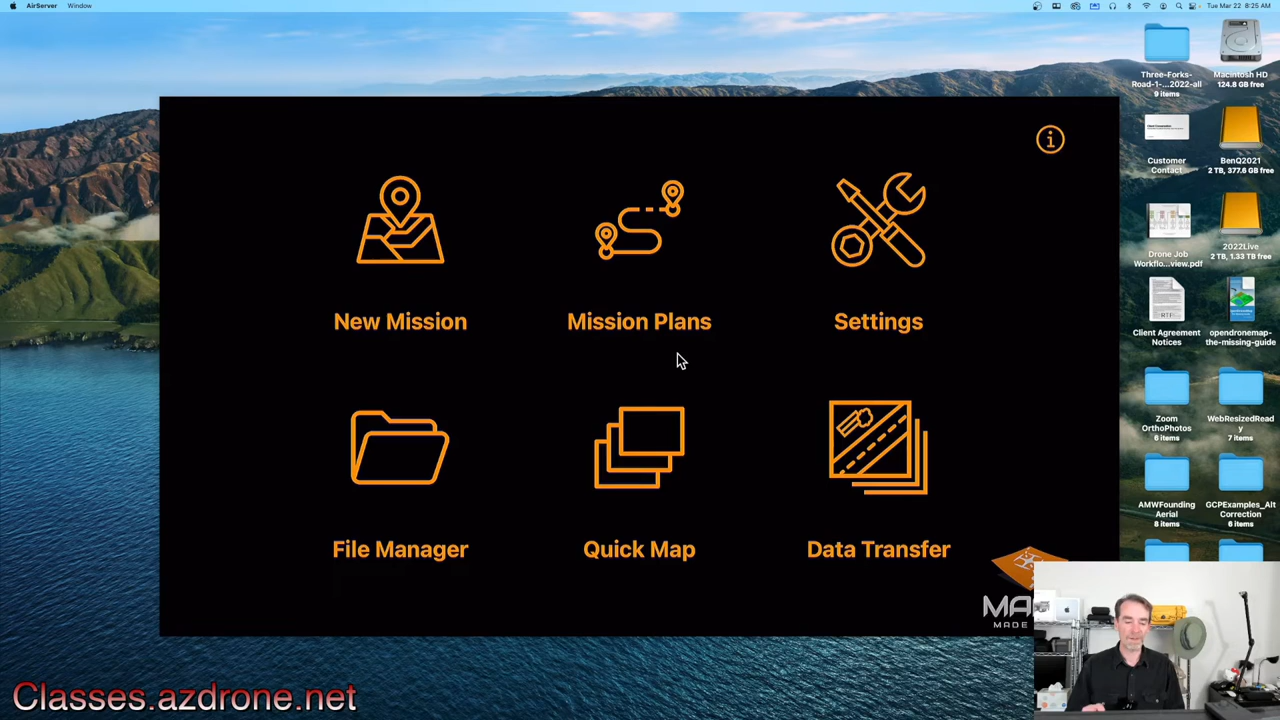 AirServer Window
Tue Mar 22 8:25 AM
Three-Forks-
Road-1-...2022-all
9 items
Macintosh HD
124.8 GB free
Customer
Contact
BenQ2021
2 TB, 377.6 GB free
Drone Job
Workflo...view.pdf
2022Live
2 TB, 1.33 TB free
RTF
Client Agreement
Notices
opendronemap-
the-missing-guide
Zoom
OrthoPhotos
6 items
WebResizedRead
y
7 items
AMWFounding
Aerial
8 items
GCPExamples_Alt
Correction
6 items
New Mission
Mission Plans
Settings
File Manager
Quick Map
Data Transfer
MADE
Classes.azdrone.net